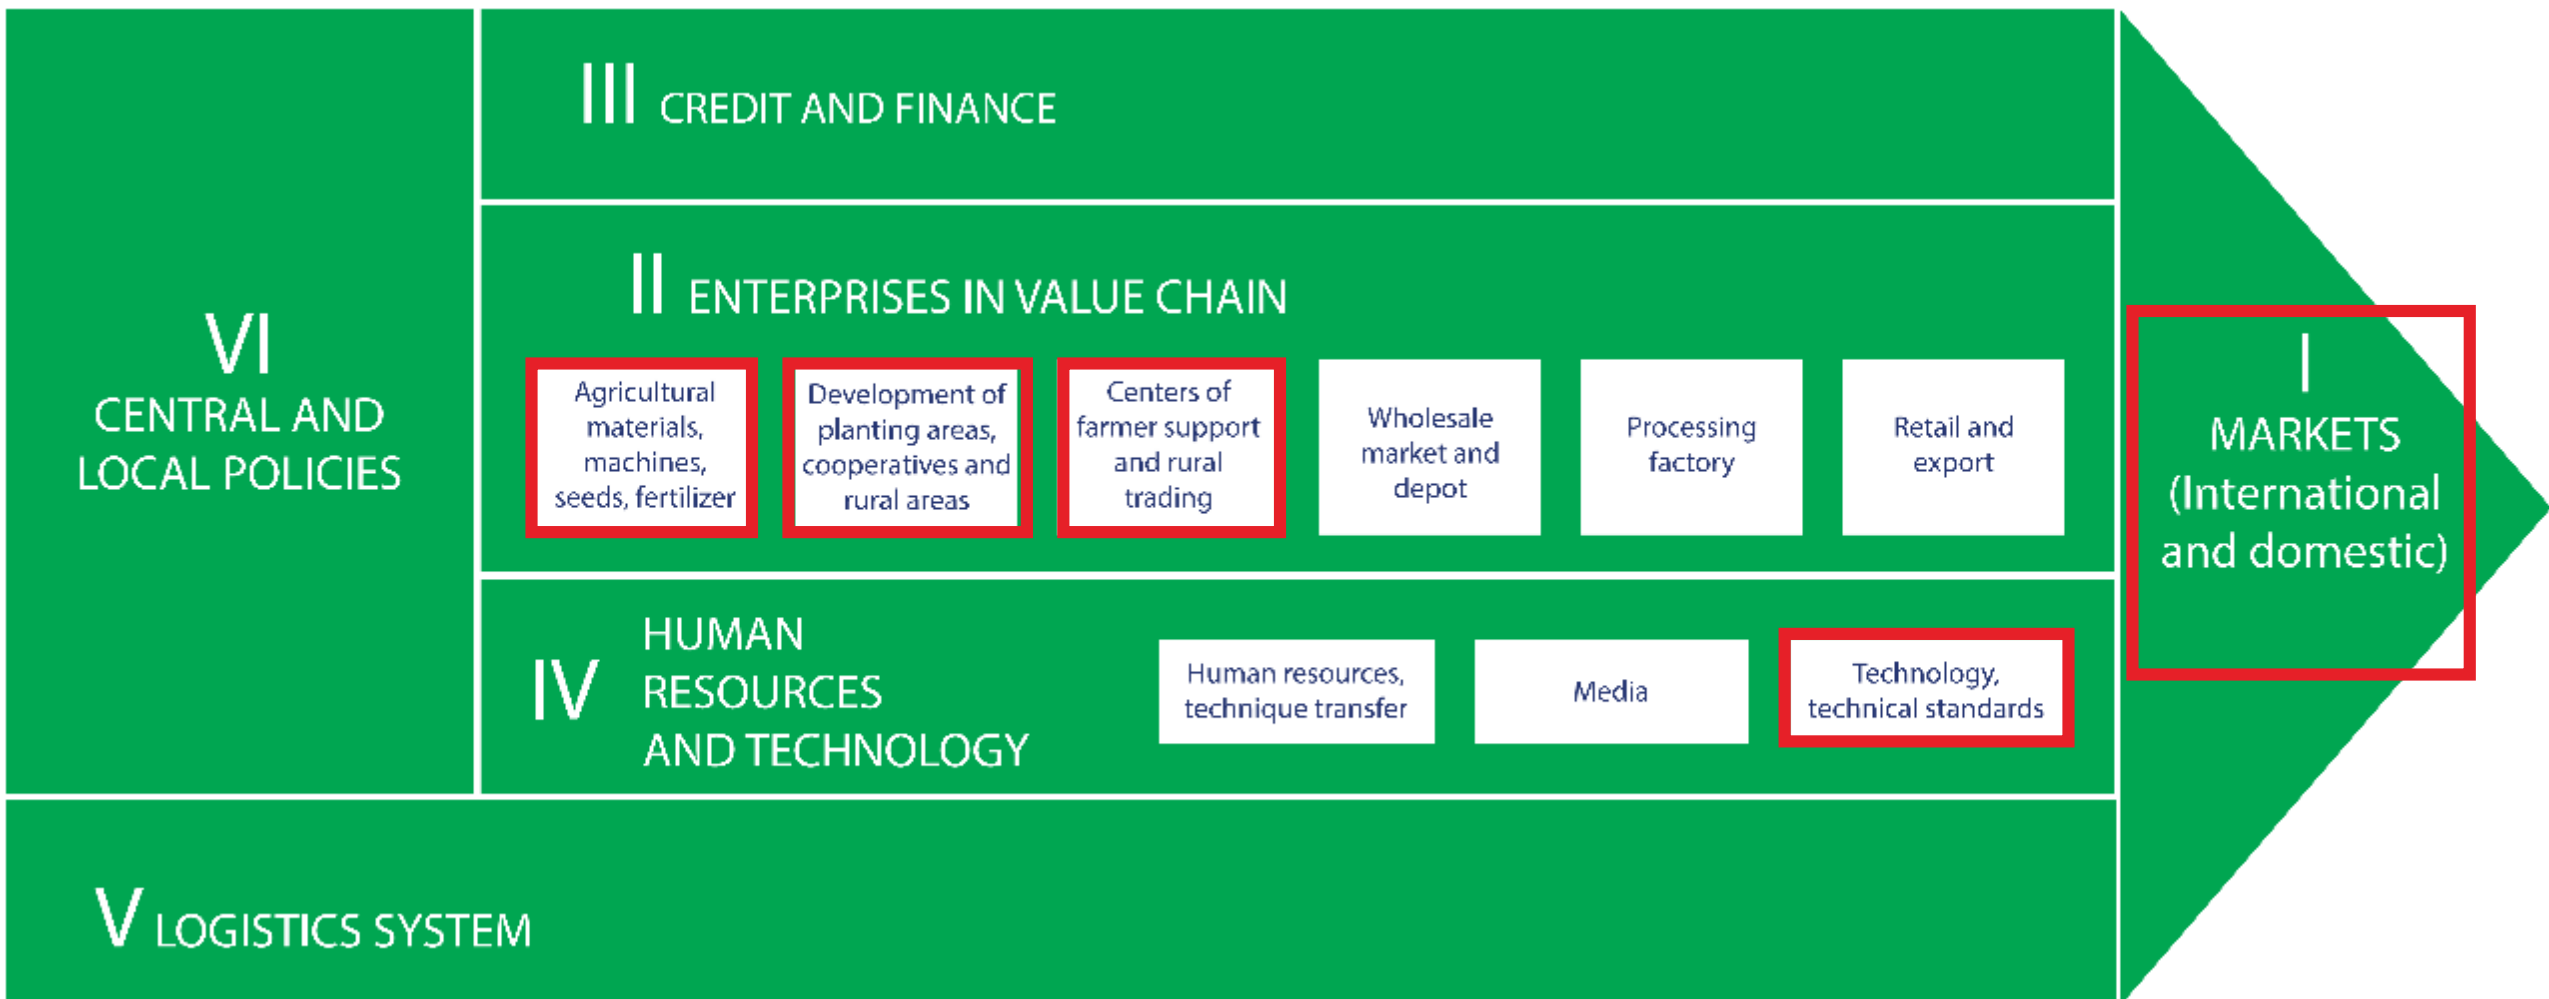 III CREDIT AND FINANCE
II ENTERPRISES IN VALUE CHAIN
Agricultural
materials,
machines,
seeds, fertilizer
Development of
planting areas,
cooperatives and
rural areas
Centers of
farmer support
and rural
trading
Wholesale
market and
depot
Processing
factory
Retail and
export
VI
CENTRAL AND
LOCAL POLICIES
IV
HUMAN
RESOURCES
AND TECHNOLOGY
Human resources,
technique transfer
Media
Technology,
technical standards
V LOGISTICS SYSTEM
I
MARKETS
(International
and domestic)